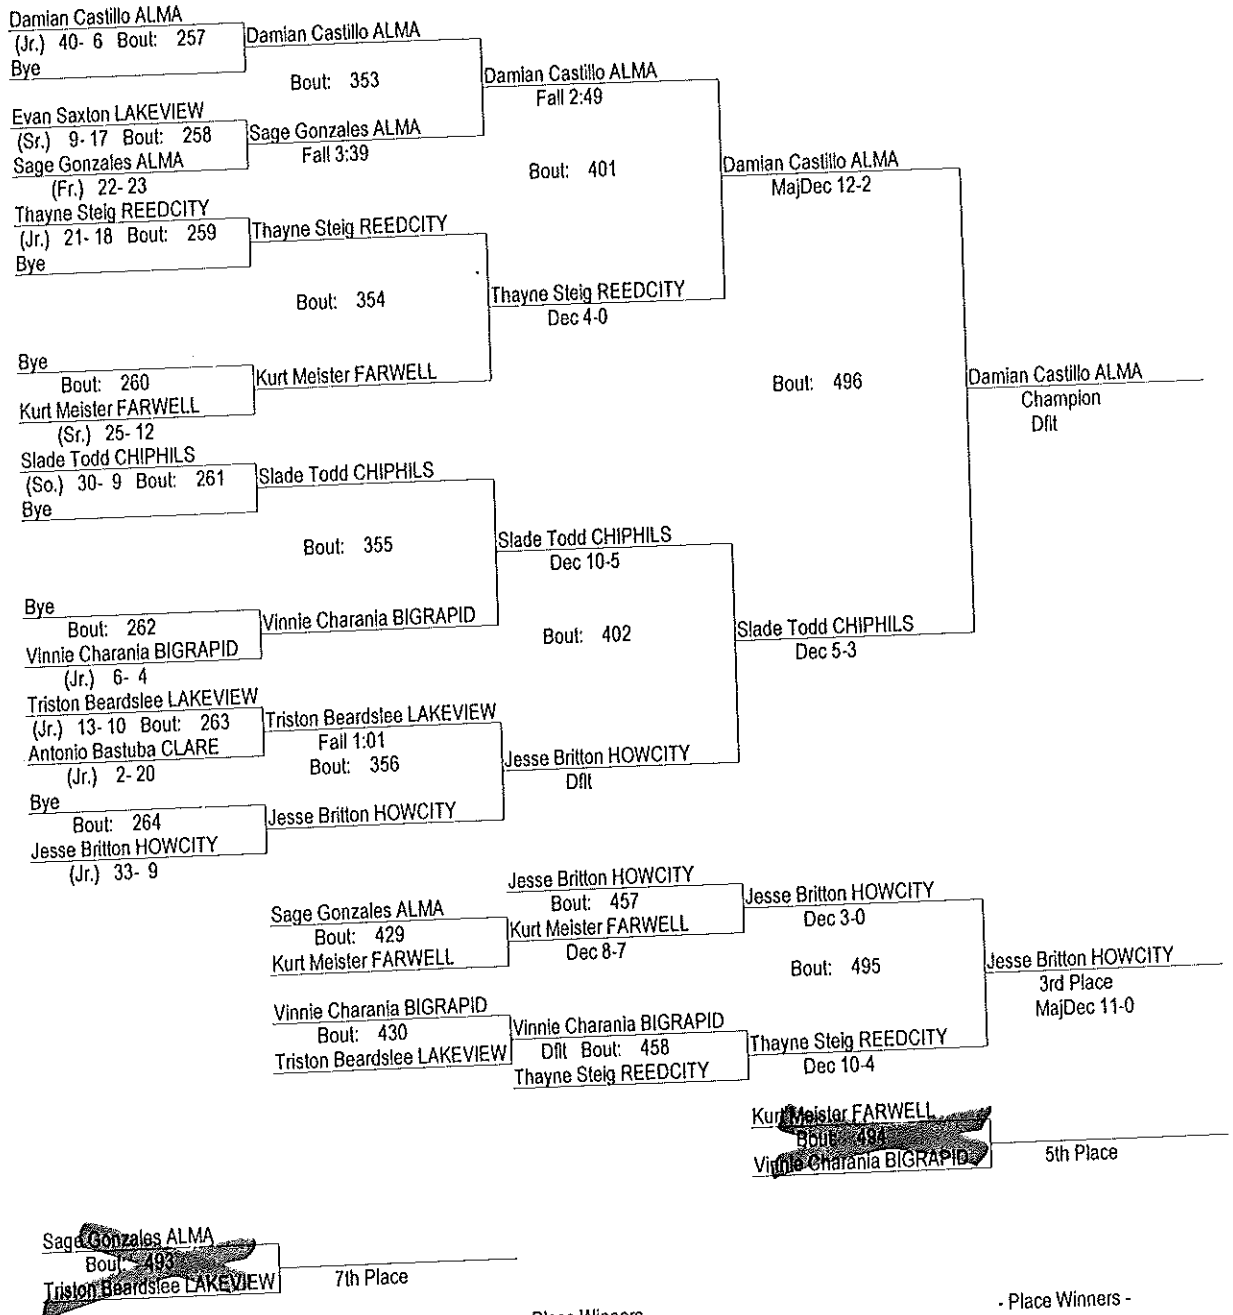 Damian Castillo ALMA
(Jr.) 40- 6 Bout: 257
Bye
Damian Castillo ALMA
Bout: 353
Evan Saxton LAKEVIEW
(Sr.) 9- 17 Bout: 258
Sage Gonzales ALMA
(Fr.) 22- 23
Sage Gonzales ALMA
Fall 3:39
Damian Castillo ALMA
Fall 2:49
Bout: 401
Thayne Steig REEDCITY
(Jr.) 21- 18 Bout: 259
Bye
Thayne Steig REEDCITY
Bout: 354
Bye
Bout: 260
Kurt Meister FARWELL
(Sr.) 25- 12
Kurt Meister FARWELL
Thayne Steig REEDCITY
Dec 4-0
Damian Castillo ALMA
MajDec 12-2
Bout: 496
Damian Castillo ALMA
Champion
Dflt
Slade Todd CHIPHILS
(So.) 30- 9 Bout: 261
Bye
Slade Todd CHIPHILS
Bout: 355
Bye
Bout: 262
Vinnie Charania BIGRAPID
(Jr.) 6- 4
Vinnie Charania BIGRAPID
Slade Todd CHIPHILS
Dec 10-5
Bout: 402
Slade Todd CHIPHILS
Dec 5-3
Triston Beardslee LAKEVIEW
(Jr.) 13- 10 Bout: 263
Antonio Bastuba CLARE
(Jr.) 2- 20
Triston Beardslee LAKEVIEW
Fall 1:01
Bout: 356
Bye
Bout: 264
Jesse Britton HOWCITY
(Jr.) 33- 9
Jesse Britton HOWCITY
Jesse Britton HOWCITY
Dflt
Sage Gonzales ALMA
Bout: 429
Kurt Meister FARWELL
Jesse Britton HOWCITY
Bout: 457
Kurt Meister FARWELL
Dec 8-7
Jesse Britton HOWCITY
Dec 3-0
Bout: 495
Vinnie Charania BIGRAPID
Bout: 430
Triston Beardslee LAKEVIEW
Vinnie Charania BIGRAPID
Dflt Bout: 458
Thayne Steig REEDCITY
Thayne Steig REEDCITY
Dec 10-4
Jesse Britton HOWCITY
3rd Place
MajDec 11-0
Kurt Meister FARWELL
Bout: 494
Vinnie Charania BIGRAPID
5th Place
Sage Gonzales ALMA
Bout: 493
Triston Beardslee LAKEVIEW
7th Place
Place Winners
- Place Winners -